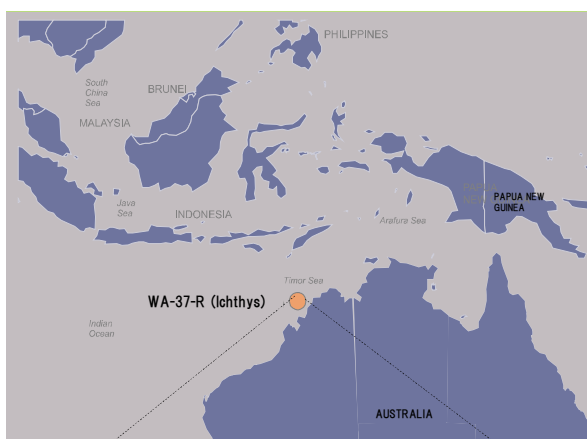 PHILIPPINES
South
China
Sea
BRUNEI
MALAYSIA
PAPUA NEW
GUINEA
Java
Sea
INDONESIA
Arafura Sea
Timor Sea
WA-37-R (Ichthys)
Indian
Ocean
AUSTRALIA